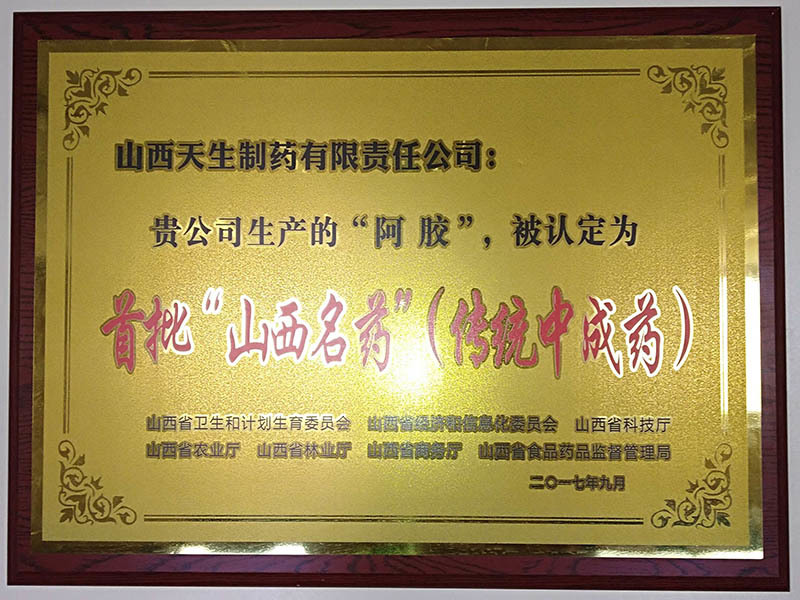 山西天生制药有限责任公司：
贵公司生产的“阿 胶”，被认定为
首批“山西名药”（传统中成药）
山西省卫生和计划生育委员会 山西省经济和信息化委员会 山西省科技厅
山西省农业厅 山西省林业厅 山西省商务厅 山西省食品药品监督管理局
二〇一七年九月